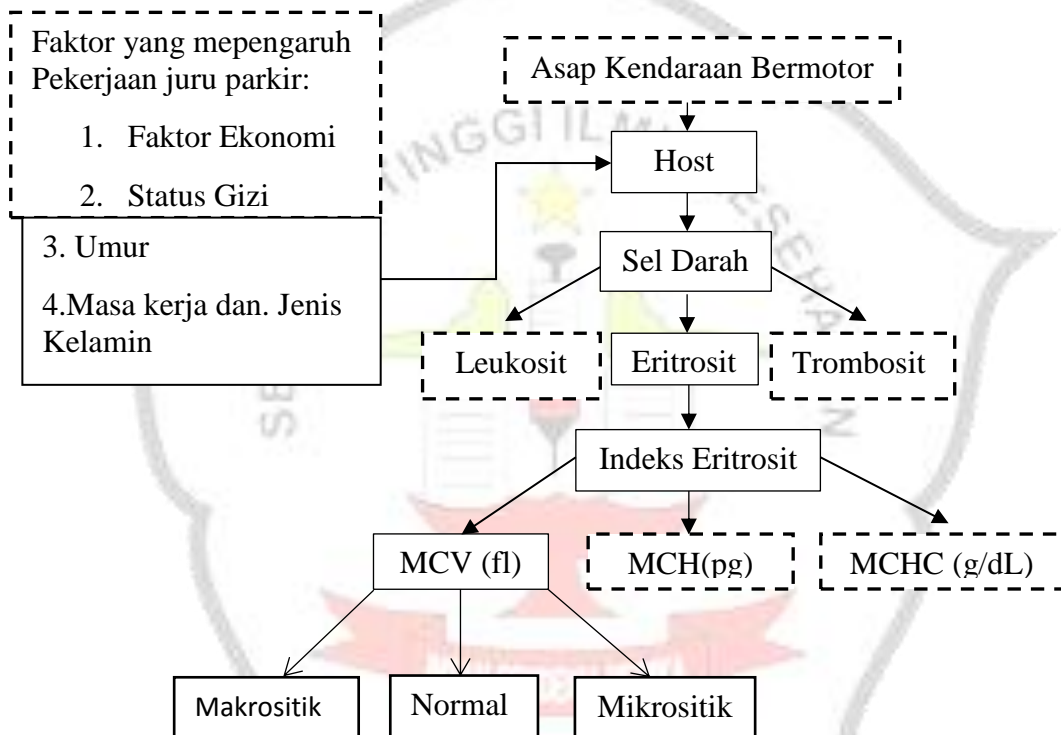 Faktor yang mepengaruh
Pekerjaan juru parkir:
1. Faktor Ekonomi
2. Status Gizi
3. Umur
4.Masa kerja dan. Jenis
Kelamin
Asap Kendaraan Bermotor
Host
Sel Darah
Leukosit
Eritrosit
Trombosit
Indeks Eritrosit
MCV (fl)
MCH(pg)
MCHC (g/dL)
Makrositik
Normal
Mikrositik